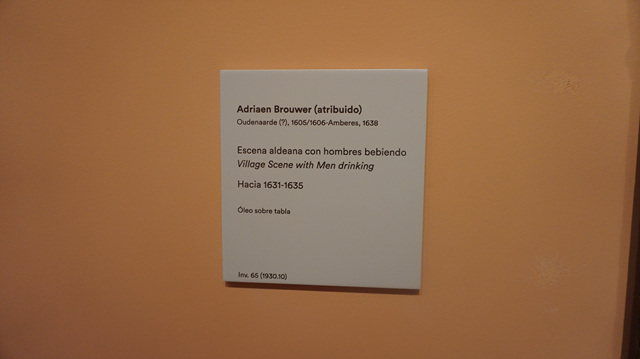 Adriaen Brouwer (atribuido)
Oudenaarde (?), 1605/1606-Amberes, 1638
Escena aldeana con hombres bebiendo
Village Scene with Men drinking
Hacia 1631-1635
Óleo sobre tabla
Inv. 65 (1930.10)